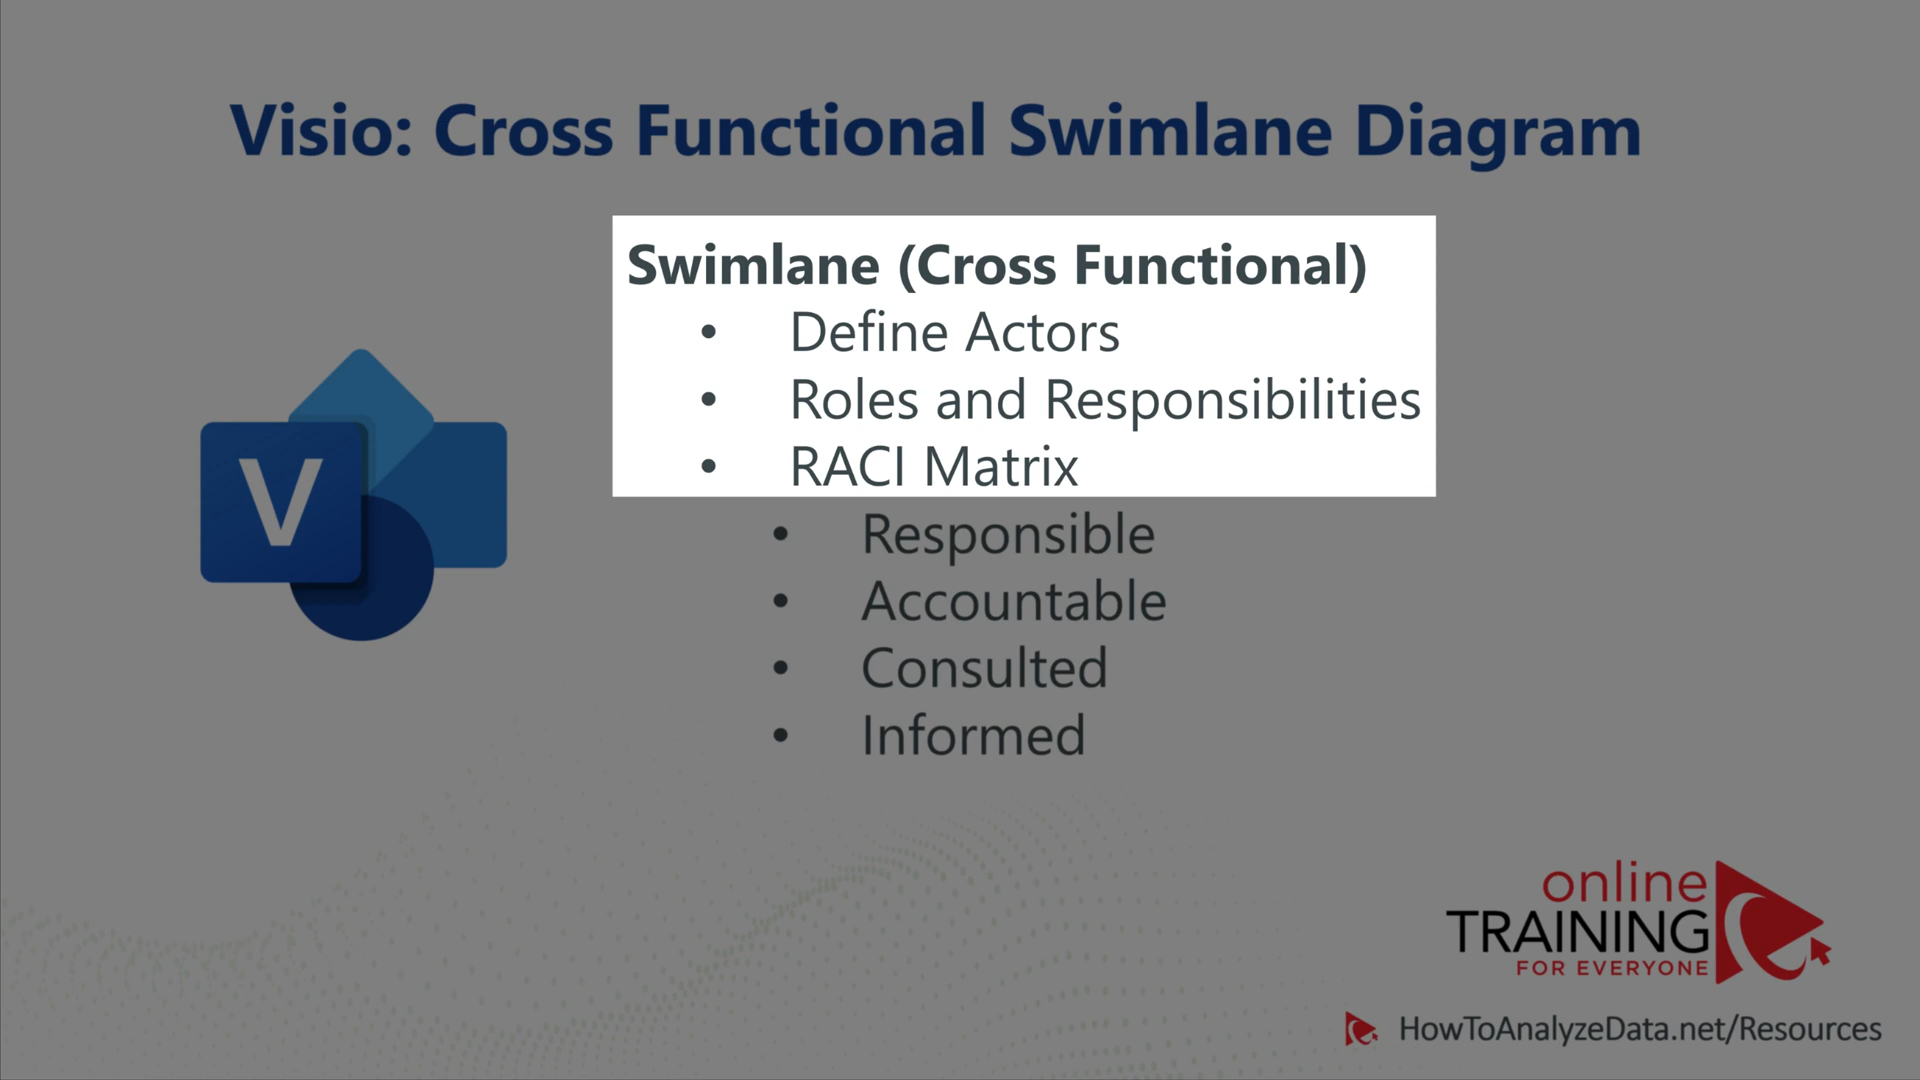 Visio: Cross Functional Swimlane Diagram
Swimlane (Cross Functional)
• Define Actors
• Roles and Responsibilities
• RACI Matrix
• Responsible
• Accountable
• Consulted
• Informed
V
online
TRAINING
FOR EVERYONE
HowToAnalyzeData.net/Resources